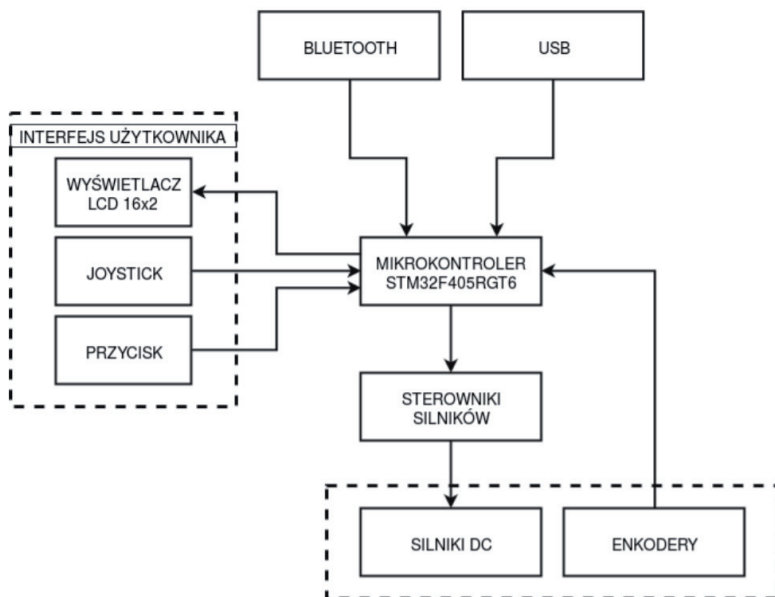 BLUETOOTH
USB
INTERFEJS UŻYTKOWNIKA
WYŚWIETLACZ
LCD 16x2
JOYSTICK
PRZYCISK
MIKROKONTROLER
STM32F405RGT6
STEROWNIKI
SILNIKÓW
SILNIKI DC
ENKODERY